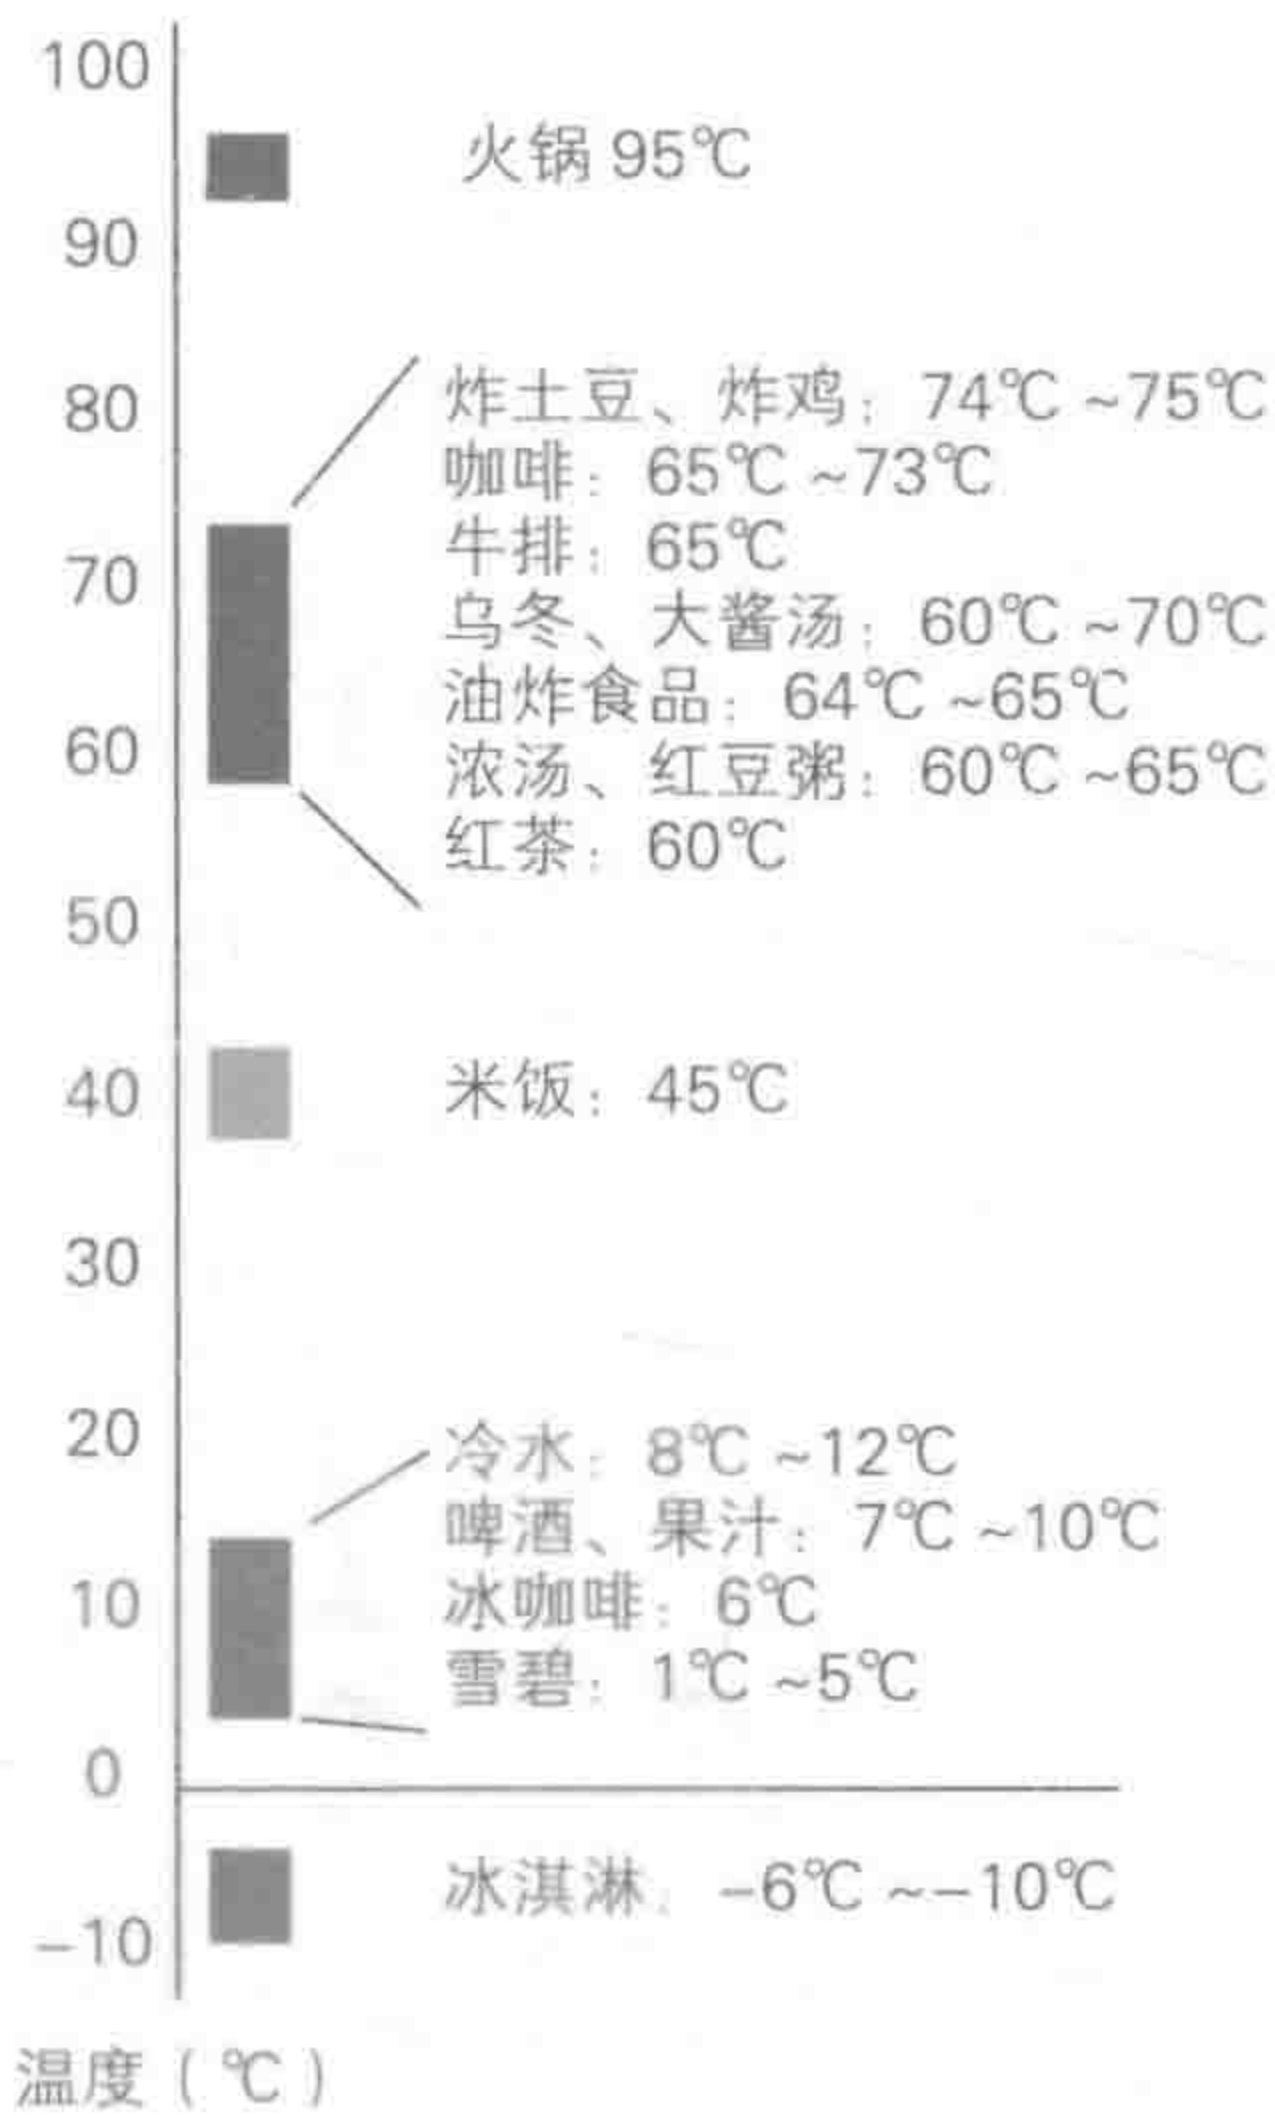 100
火锅 95℃
90
80
炸土豆、炸鸡：74℃ ~75℃
咖啡：65℃ ~73℃
牛排：65℃
70
乌冬、大酱汤：60℃ ~70℃
油炸食品：64℃ ~65℃
60
浓汤、红豆粥：60℃ ~65℃
红茶：60℃
50
40
米饭：45℃
30
20
冷水：8℃ ~12℃
啤酒、果汁：7℃ ~10℃
10
冰咖啡：6℃
雪碧：1℃ ~5℃
0
冰淇淋：-6℃ ~-10℃
-10
温度（℃）